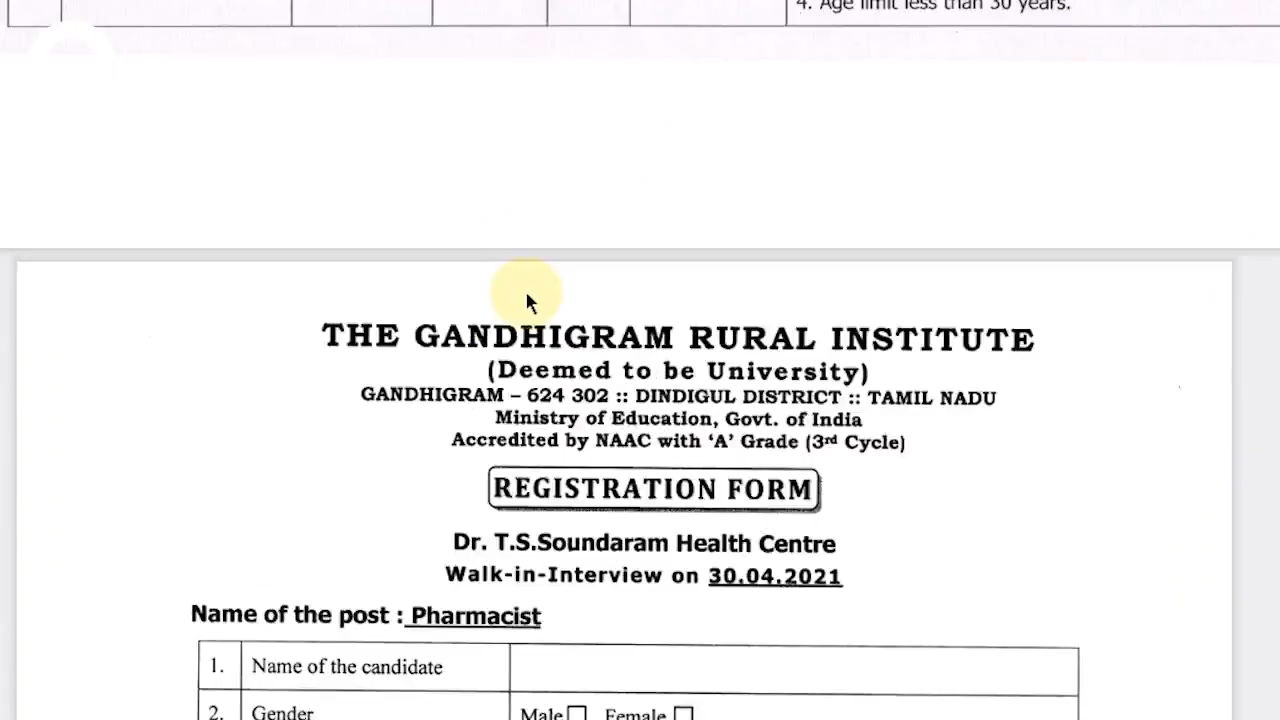 4. Age limit less than 30 years.
THE GANDHIGRAM RURAL INSTITUTE
(Deemed to be University)
GANDHIGRAM – 624 302 :: DINDIGUL DISTRICT :: TAMIL NADU
Ministry of Education, Govt. of India
Accredited by NAAC with ‘A’ Grade (3rd Cycle)
REGISTRATION FORM
Dr. T.S.Soundaram Health Centre
Walk-in-Interview on 30.04.2021
Name of the post : Pharmacist
1. Name of the candidate
2. Gender Male Female